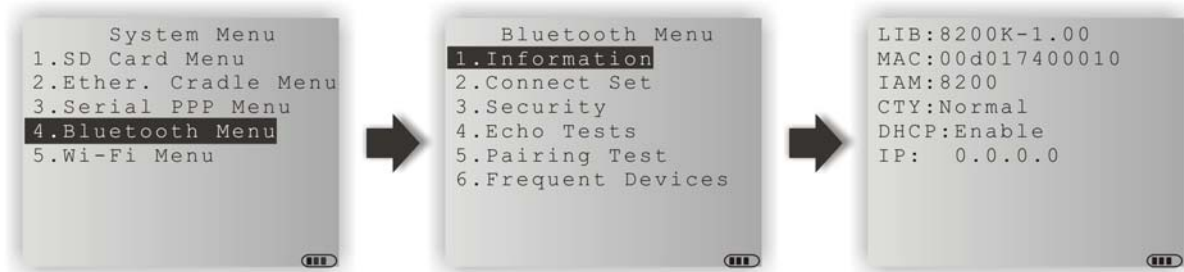 System Menu
1.SD Card Menu
2.Ether. Cradle Menu
3.Serial PPP Menu
4.Bluetooth Menu
5.Wi-Fi Menu
Bluetooth Menu
1.Information
2.Connect Set
3.Security
4.Echo Tests
5.Pairing Test
6.Frequent Devices
LIB:8200K-1.00
MAC:00d017400010
IAM:8200
CTY:Normal
DHCP:Enable
IP: 0.0.0.0